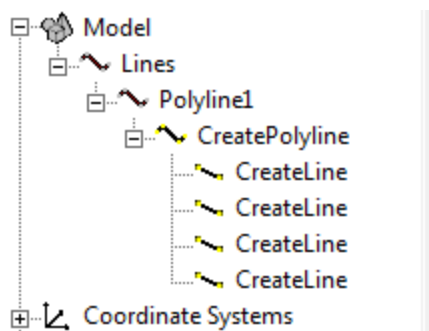 Model
Lines
Polyline1
CreatePolyline
CreateLine
CreateLine
CreateLine
CreateLine
Coordinate Systems